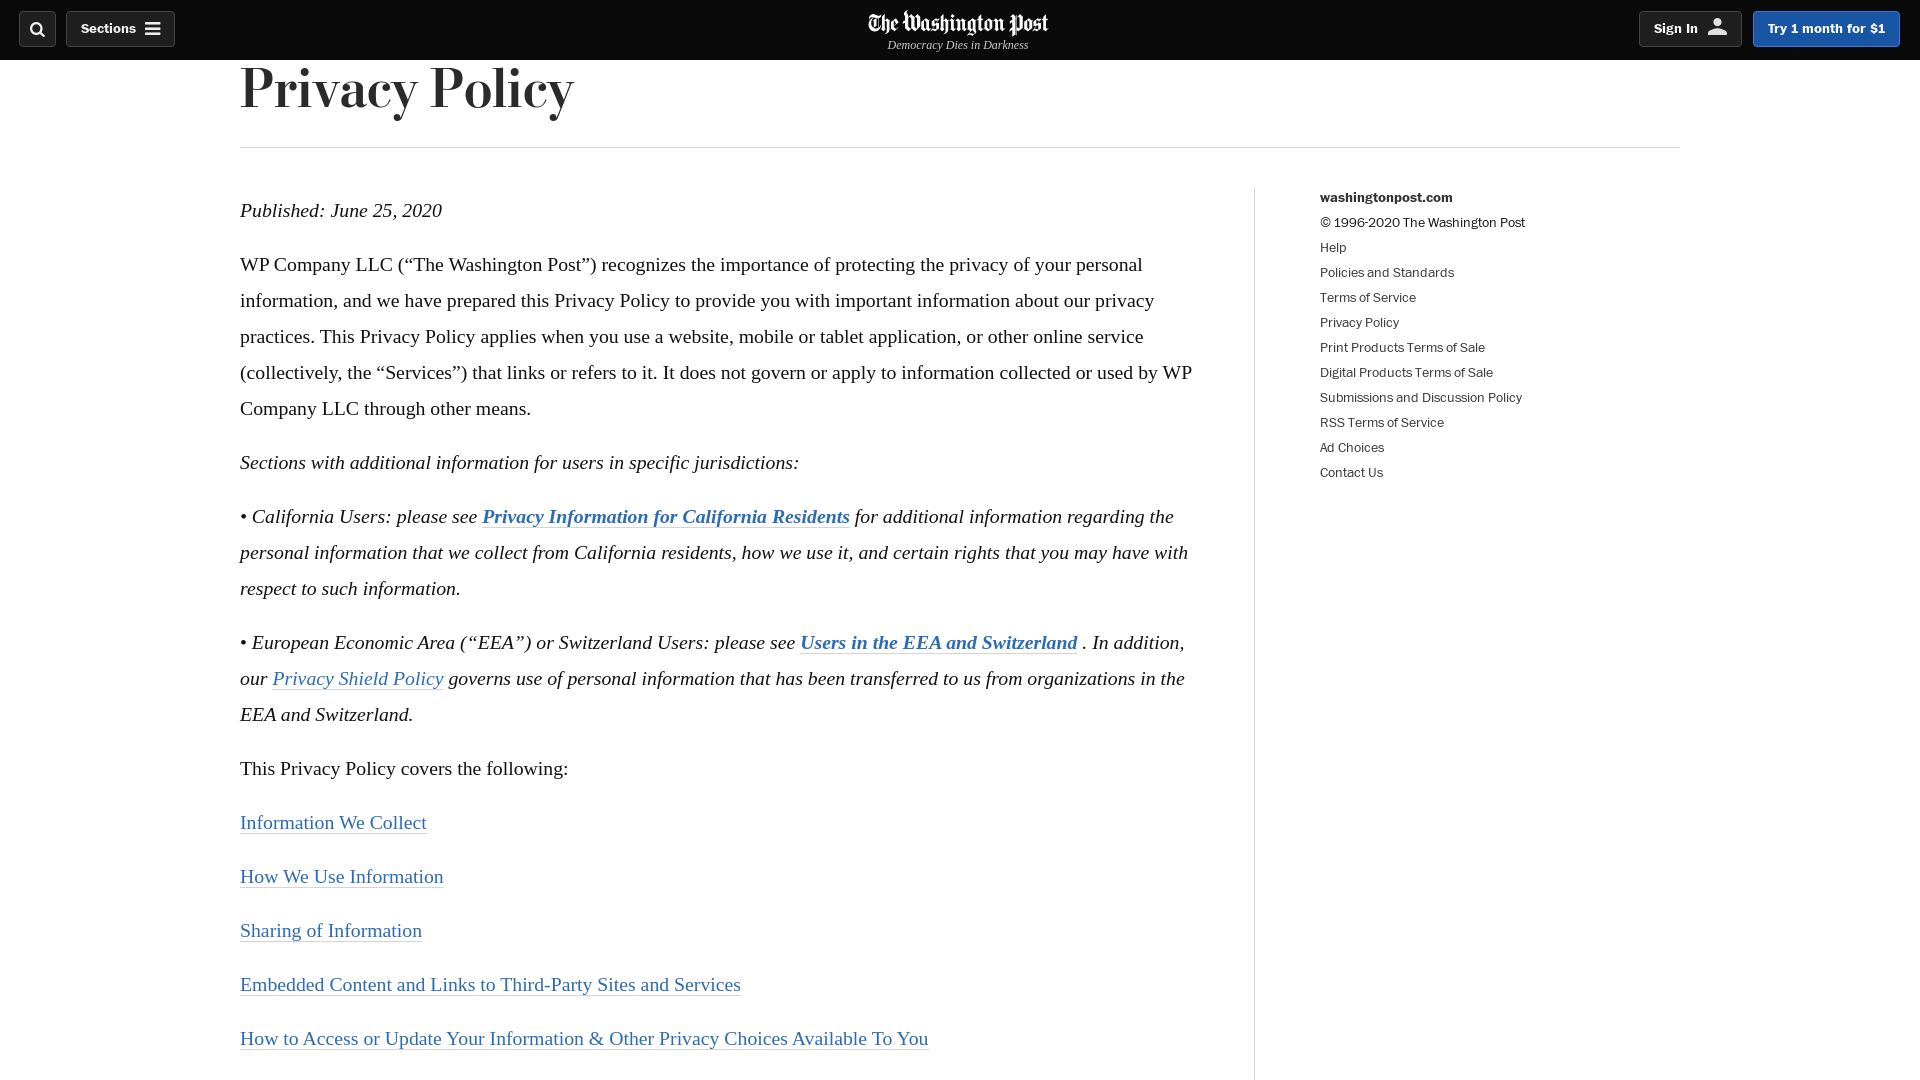 Sections
The Washington Post
Democracy Dies in Darkness
Sign In
Try 1 month for $1
Privacy Policy
Published: June 25, 2020
WP Company LLC (“The Washington Post”) recognizes the importance of protecting the privacy of your personal
information, and we have prepared this Privacy Policy to provide you with important information about our privacy
practices. This Privacy Policy applies when you use a website, mobile or tablet application, or other online service
(collectively, the “Services”) that links or refers to it. It does not govern or apply to information collected or used by WP
Company LLC through other means.
Sections with additional information for users in specific jurisdictions:
• California Users: please see Privacy Information for California Residents for additional information regarding the
personal information that we collect from California residents, how we use it, and certain rights that you may have with
respect to such information.
• European Economic Area (“EEA”) or Switzerland Users: please see Users in the EEA and Switzerland . In addition,
our Privacy Shield Policy governs use of personal information that has been transferred to us from organizations in the
EEA and Switzerland.
This Privacy Policy covers the following:
Information We Collect
How We Use Information
Sharing of Information
Embedded Content and Links to Third-Party Sites and Services
How to Access or Update Your Information & Other Privacy Choices Available To You
washingtonpost.com
© 1996-2020 The Washington Post
Help
Policies and Standards
Terms of Service
Privacy Policy
Print Products Terms of Sale
Digital Products Terms of Sale
Submissions and Discussion Policy
RSS Terms of Service
Ad Choices
Contact Us